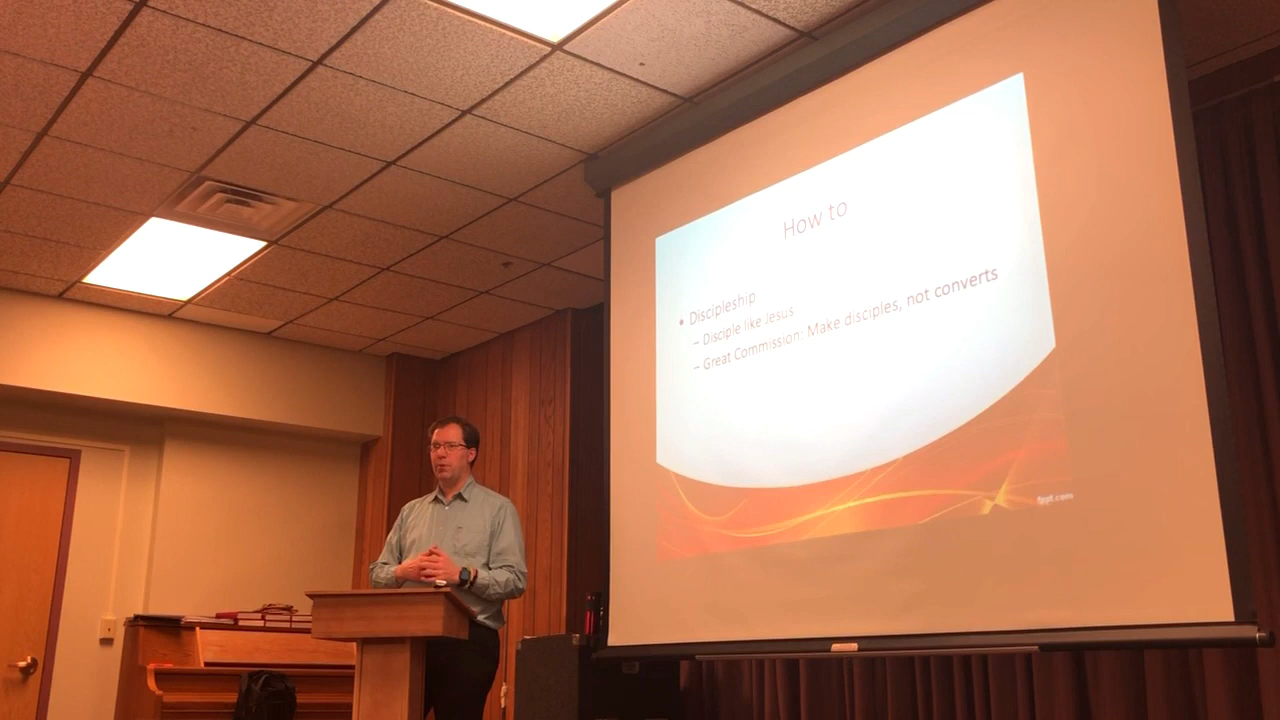 How to
• Discipleship
– Disciple like Jesus
– Great Commission: Make disciples, not converts
fppt.com